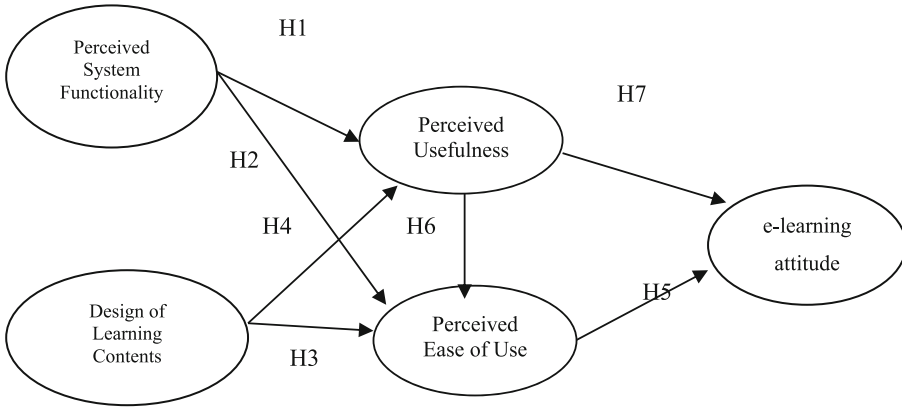 H1
Perceived
System
Functionality
H7
Perceived
Usefulness
H2
H4
H6
e-learning
attitude
H5
Design of
Learning
Contents
Perceived
Ease of Use
H3